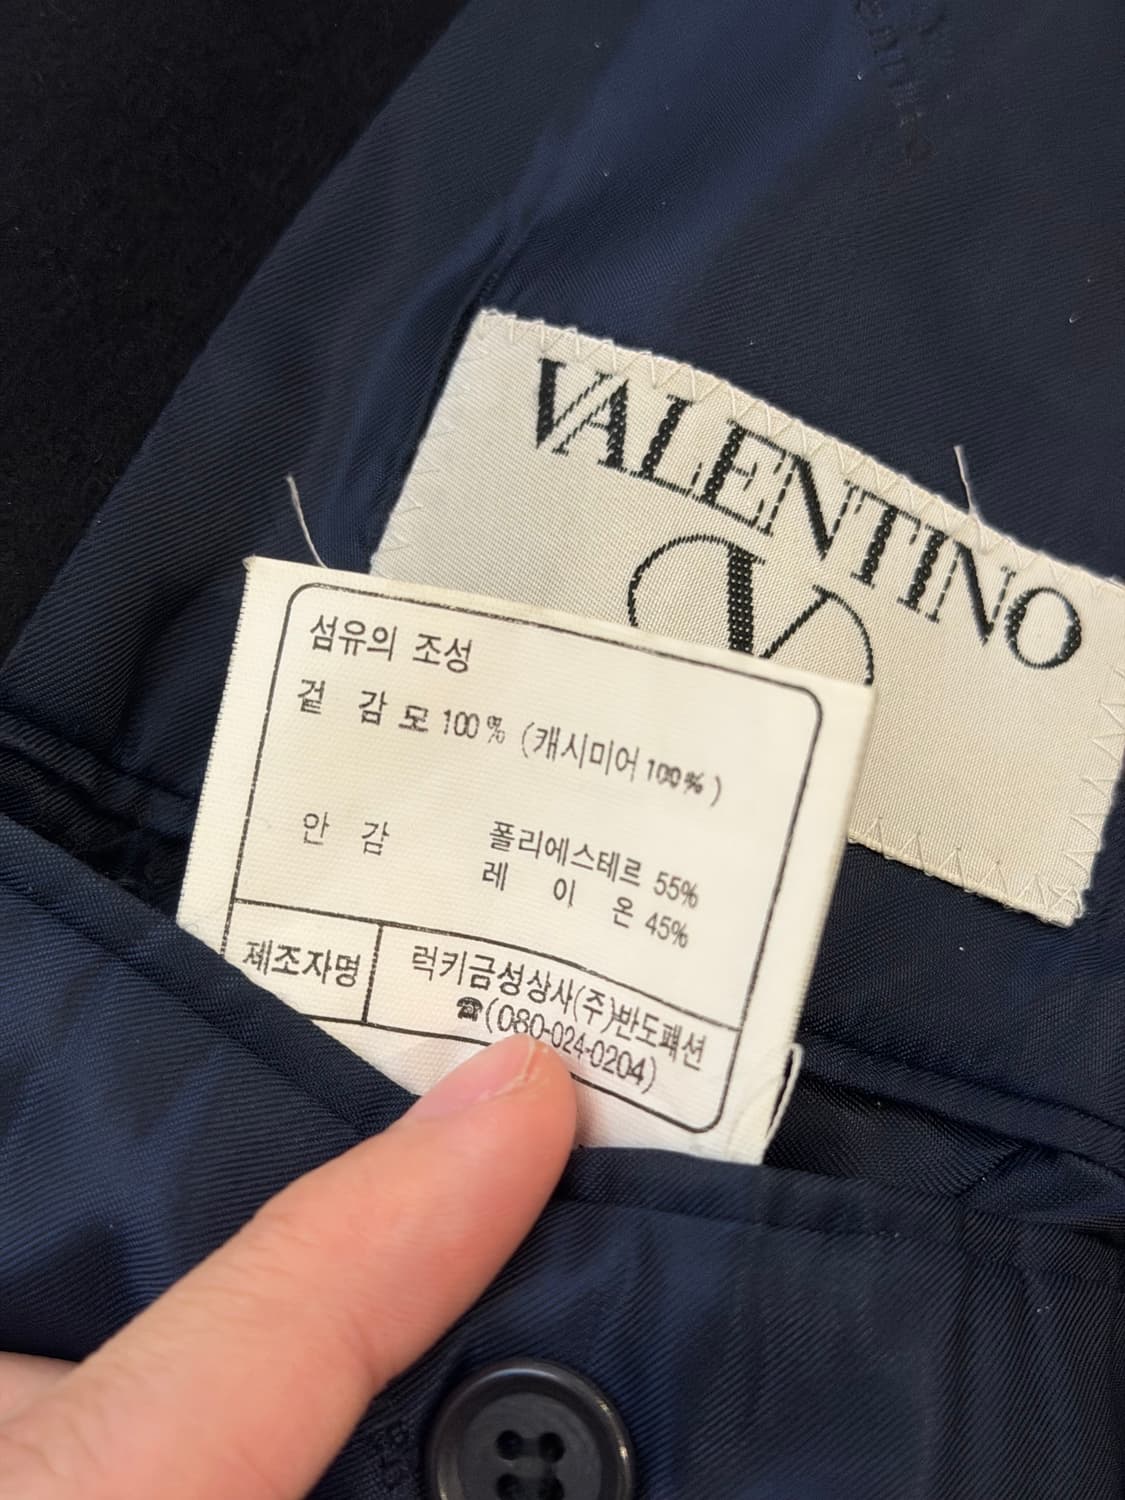 VALENTINO
V
섬유의 조성
겉 감 모 100% (캐시미어 100%)
안 감 폴리에스테르 55%
레 이 온 45%
제조자명 럭키금성상사(주)반도패션
☎(080-024-0204)